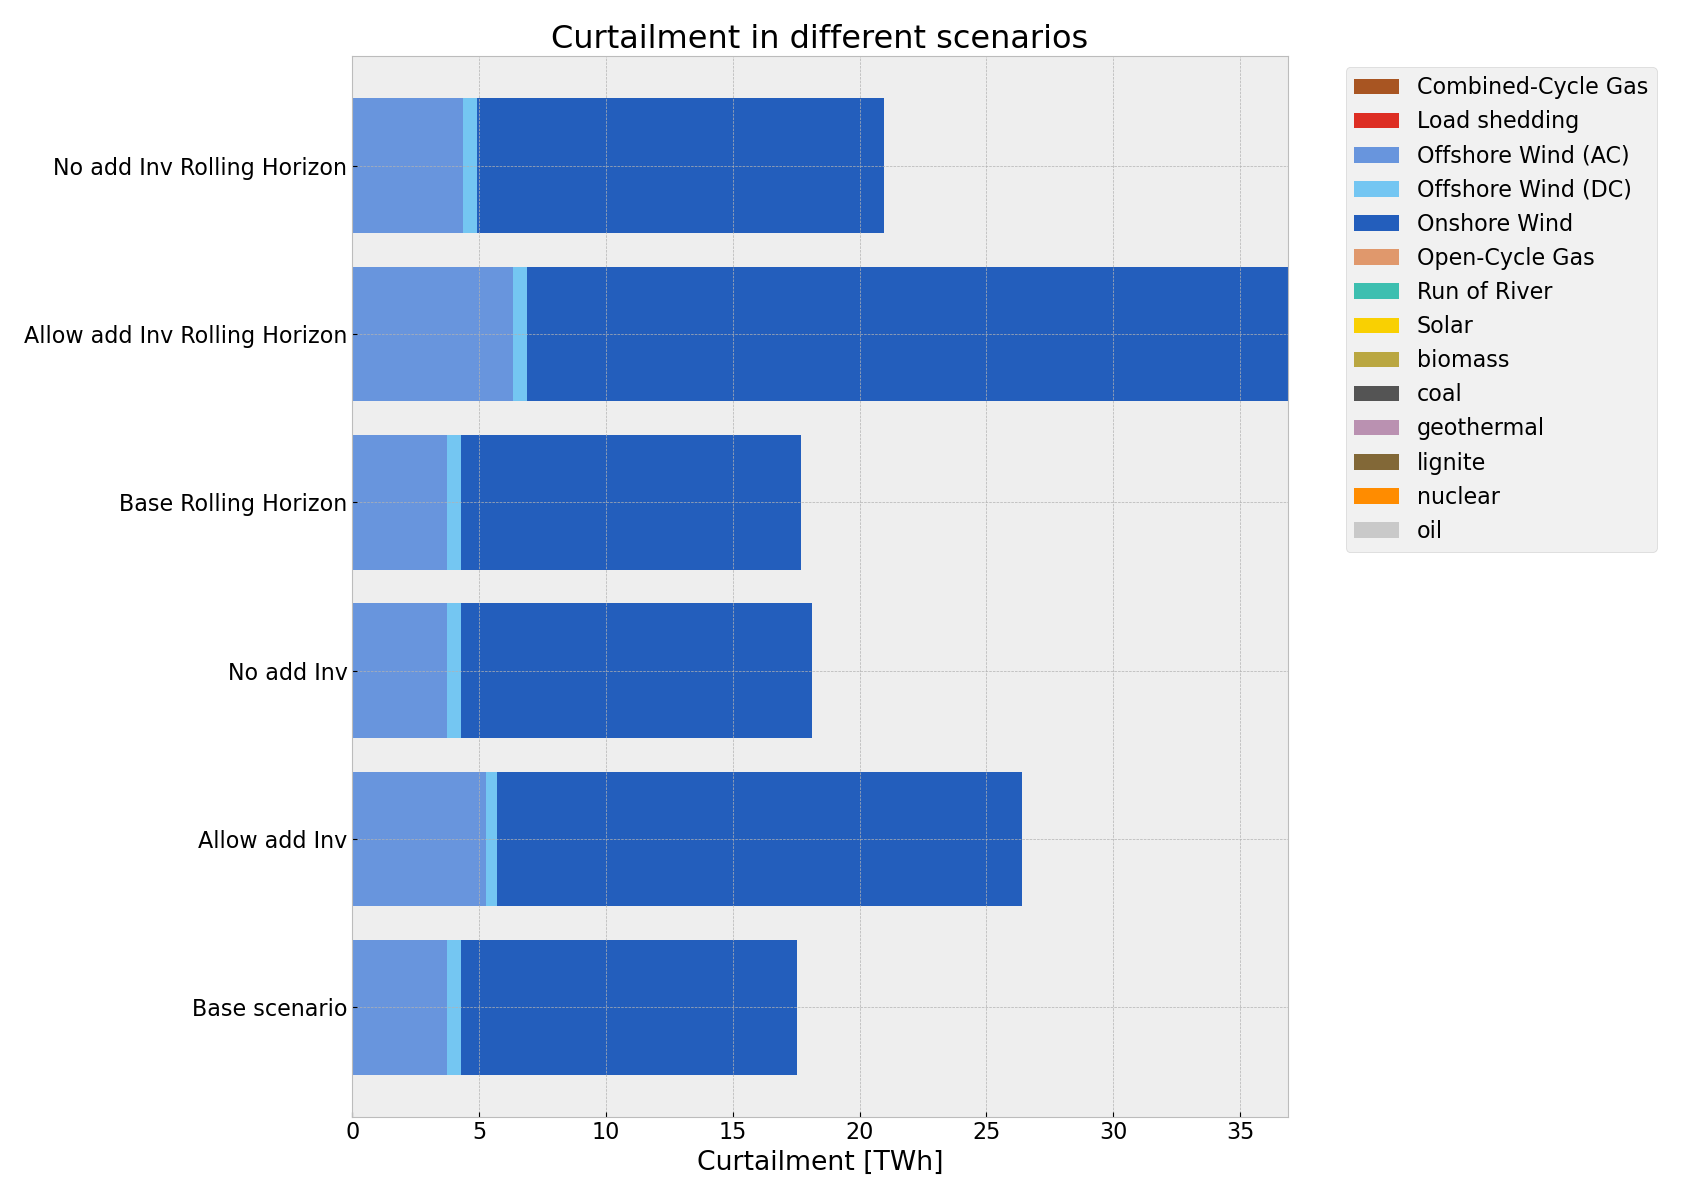 Curtailment in different scenarios
No add Inv Rolling Horizon
Allow add Inv Rolling Horizon
Base Rolling Horizon
No add Inv
Allow add Inv
Base scenario
0 5 10 15 20 25 30 35
Curtailment [TWh]
Combined-Cycle Gas
Load shedding
Offshore Wind (AC)
Offshore Wind (DC)
Onshore Wind
Open-Cycle Gas
Run of River
Solar
biomass
coal
geothermal
lignite
nuclear
oil